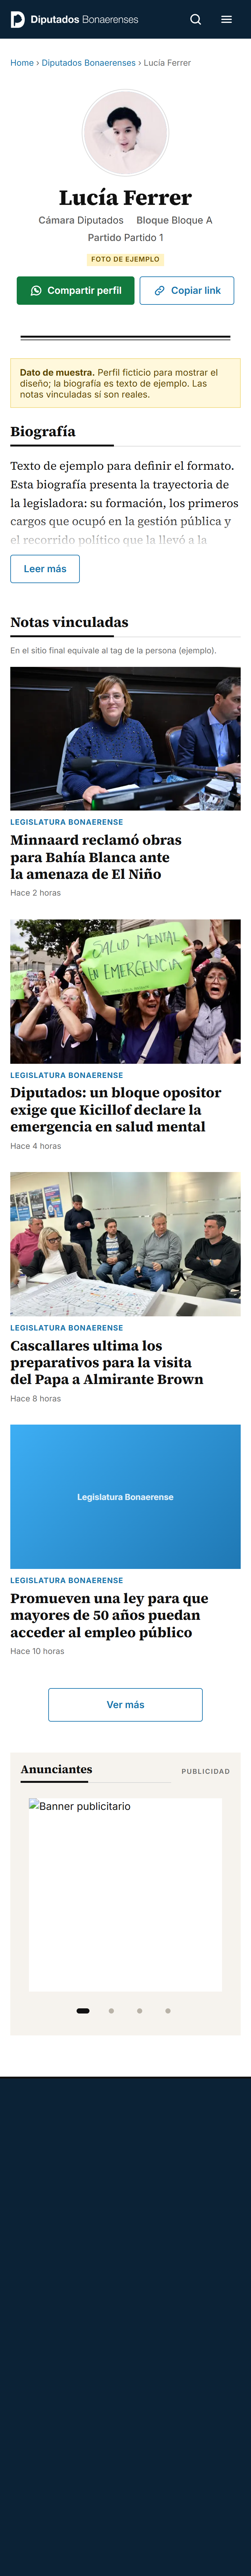 Diputados Bonaerenses
Home › Diputados Bonaerenses › Lucía Ferrer
Lucía Ferrer
Cámara Diputados Bloque Bloque A
Partido Partido 1
FOTO DE EJEMPLO
Compartir perfil
Copiar link
Dato de muestra. Perfil ficticio para mostrar el
diseño; la biografía es texto de ejemplo. Las
notas vinculadas sí son reales.
Biografía
Texto de ejemplo para definir el formato.
Esta biografía presenta la trayectoria de
la legisladora: su formación, los primeros
cargos que ocupó en la gestión pública y
el recorrido político que la llevó a la
Leer más
Notas vinculadas
En el sitio final equivale al tag de la persona (ejemplo).
LEGISLATURA BONAERENSE
Minnaard reclamó obras
para Bahía Blanca ante
la amenaza de El Niño
Hace 2 horas
SALUD MENTAL
EN EMERGENCIA
LEGISLATURA BONAERENSE
Diputados: un bloque opositor
exige que Kicillof declare la
emergencia en salud mental
Hace 4 horas
LEGISLATURA BONAERENSE
Cascallares ultima los
preparativos para la visita
del Papa a Almirante Brown
Hace 8 horas
Legislatura Bonaerense
LEGISLATURA BONAERENSE
Promueven una ley para que
mayores de 50 años puedan
acceder al empleo público
Hace 10 horas
Ver más
Anunciantes
PUBLICIDAD
Banner publicitario